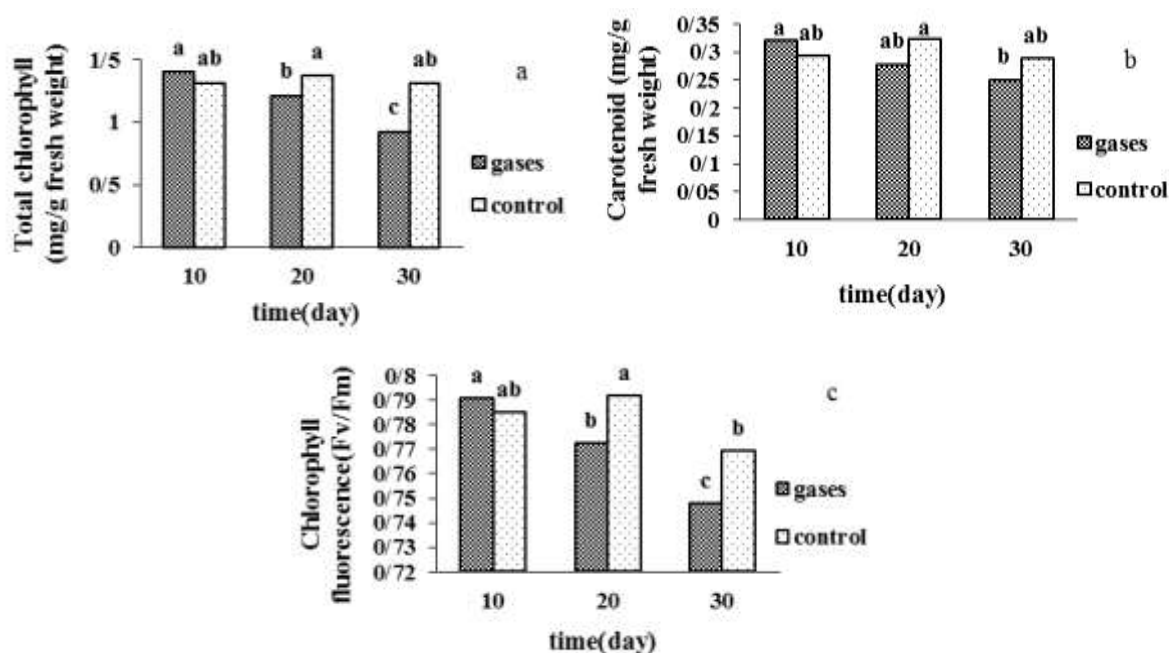 a ab a ab
b
c
a
1/5
1
0/5
0
Total chlorophyll
(mg/g fresh weight)
gases
control
10 20 30
time(day)
a ab ab a b ab
b
0/35
0/3
0/25
0/2
0/15
0/1
0/05
0
Carotenoid (mg/g
fresh weight)
gases
control
10 20 30
time(day)
a ab b a c b
c
0/8
0/79
0/78
0/77
0/76
0/75
0/74
0/73
0/72
Chlorophyll
fluorescence(Fv/Fm)
gases
control
10 20 30
time(day)